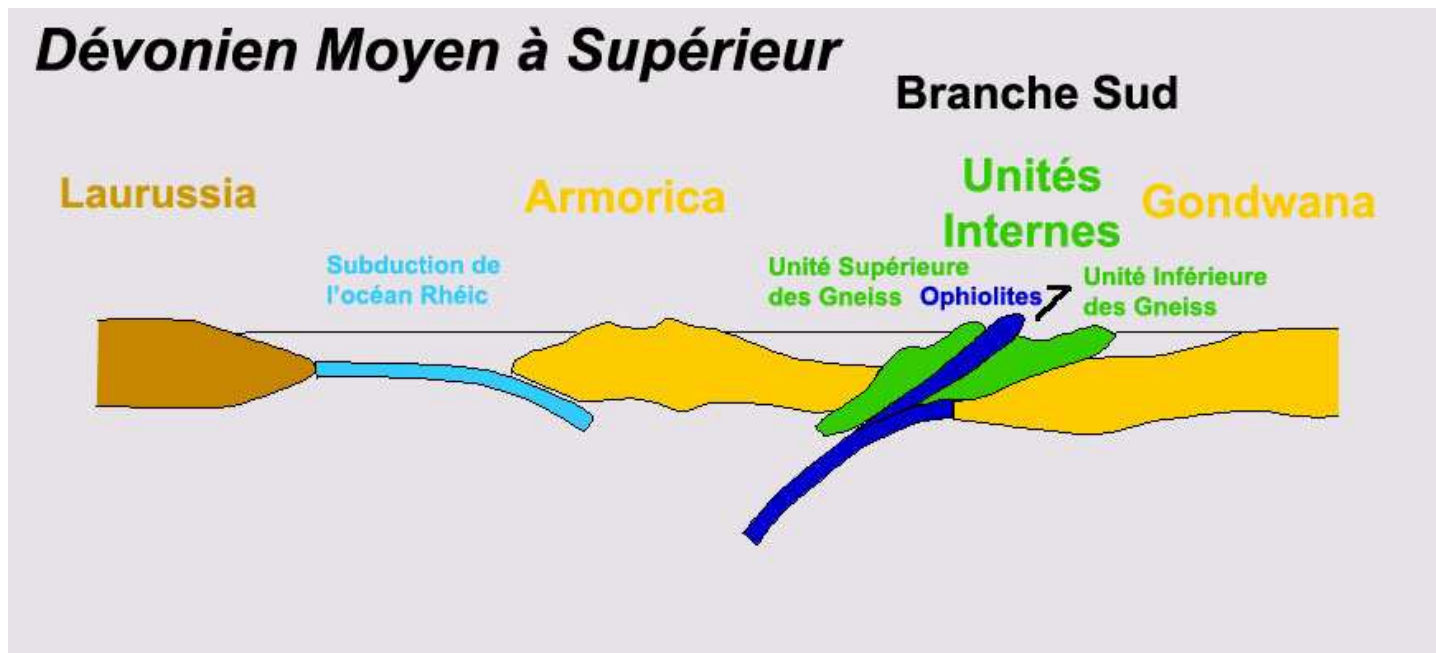 Dévonien Moyen à Supérieur
Branche Sud
Laurussia
Armorica
Unités
Internes
Gondwana
Subduction de
l'océan Rhéic
Unité Supérieure
des Gneiss
Ophiolites
Unité Inférieure
des Gneiss